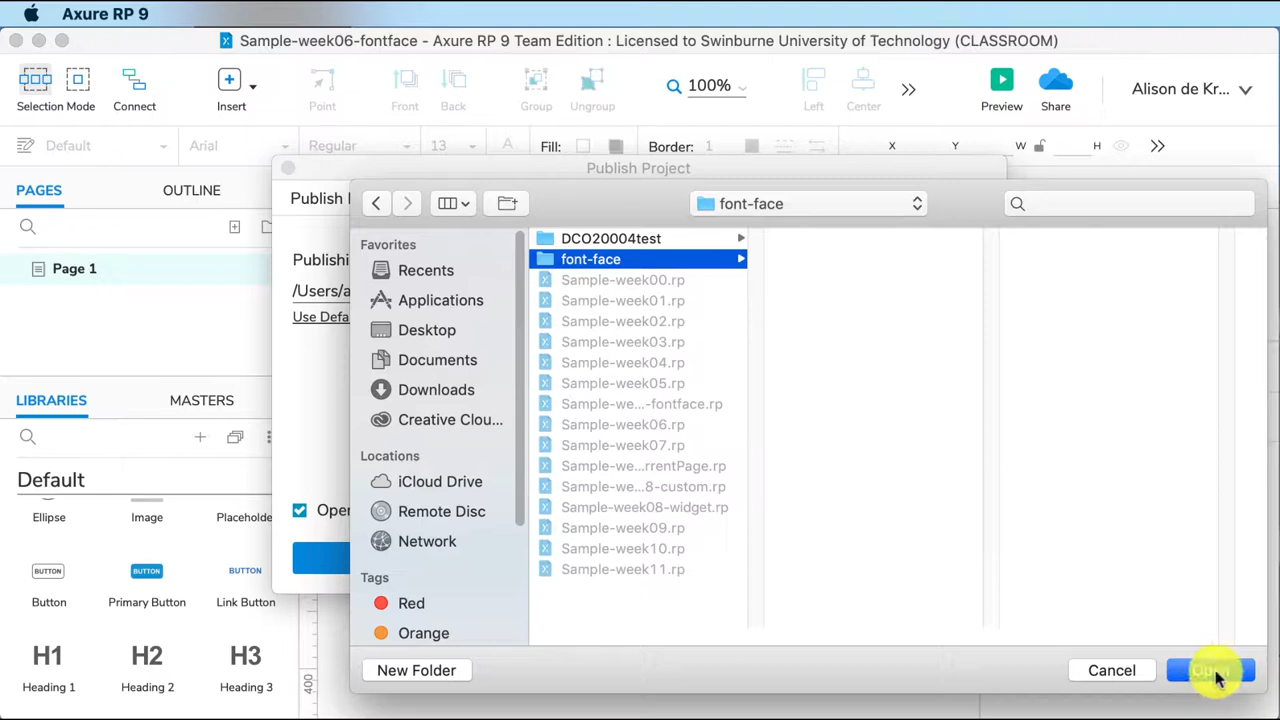 Axure RP 9
Sample-week06-fontface - Axure RP 9 Team Edition : Licensed to Swinburne University of Technology (CLASSROOM)
Selection Mode
Connect
Insert
Point
Front
Back
Group
Ungroup
100%
Left
Center
Preview
Share
Alison de Kr...
Default
Arial
Regular
13
Fill:
Border:
1
X
Y
W
H
PAGES
OUTLINE
Page 1
LIBRARIES
MASTERS
Default
Ellipse
Image
Placeholde
BUTTON
BUTTON
BUTTON
Button
Primary Button
Link Button
H1
H2
H3
Heading 1
Heading 2
Heading 3
400
Publish Project
Publish
Publishi
/Users/a
Use Defa
Open
font-face
Favorites
Recents
Applications
Desktop
Documents
Downloads
Creative Clou...
Locations
iCloud Drive
Remote Disc
Network
Tags
Red
Orange
DCO20004test
font-face
Sample-week00.rp
Sample-week01.rp
Sample-week02.rp
Sample-week03.rp
Sample-week04.rp
Sample-week05.rp
Sample-we...-fontface.rp
Sample-week06.rp
Sample-week07.rp
Sample-we...rrentPage.rp
Sample-we...8-custom.rp
Sample-week08-widget.rp
Sample-week09.rp
Sample-week10.rp
Sample-week11.rp
New Folder
Cancel
Open